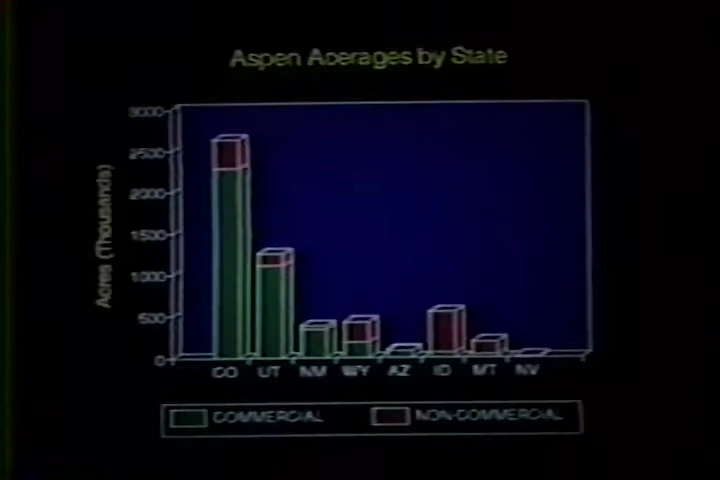 Aspen Acerages by State
Acres (Thousands)
3000
2500
2000
1500
1000
500
0
CO UT NM WY AZ ID MT NV
COMMERCIAL NON-COMMERCIAL